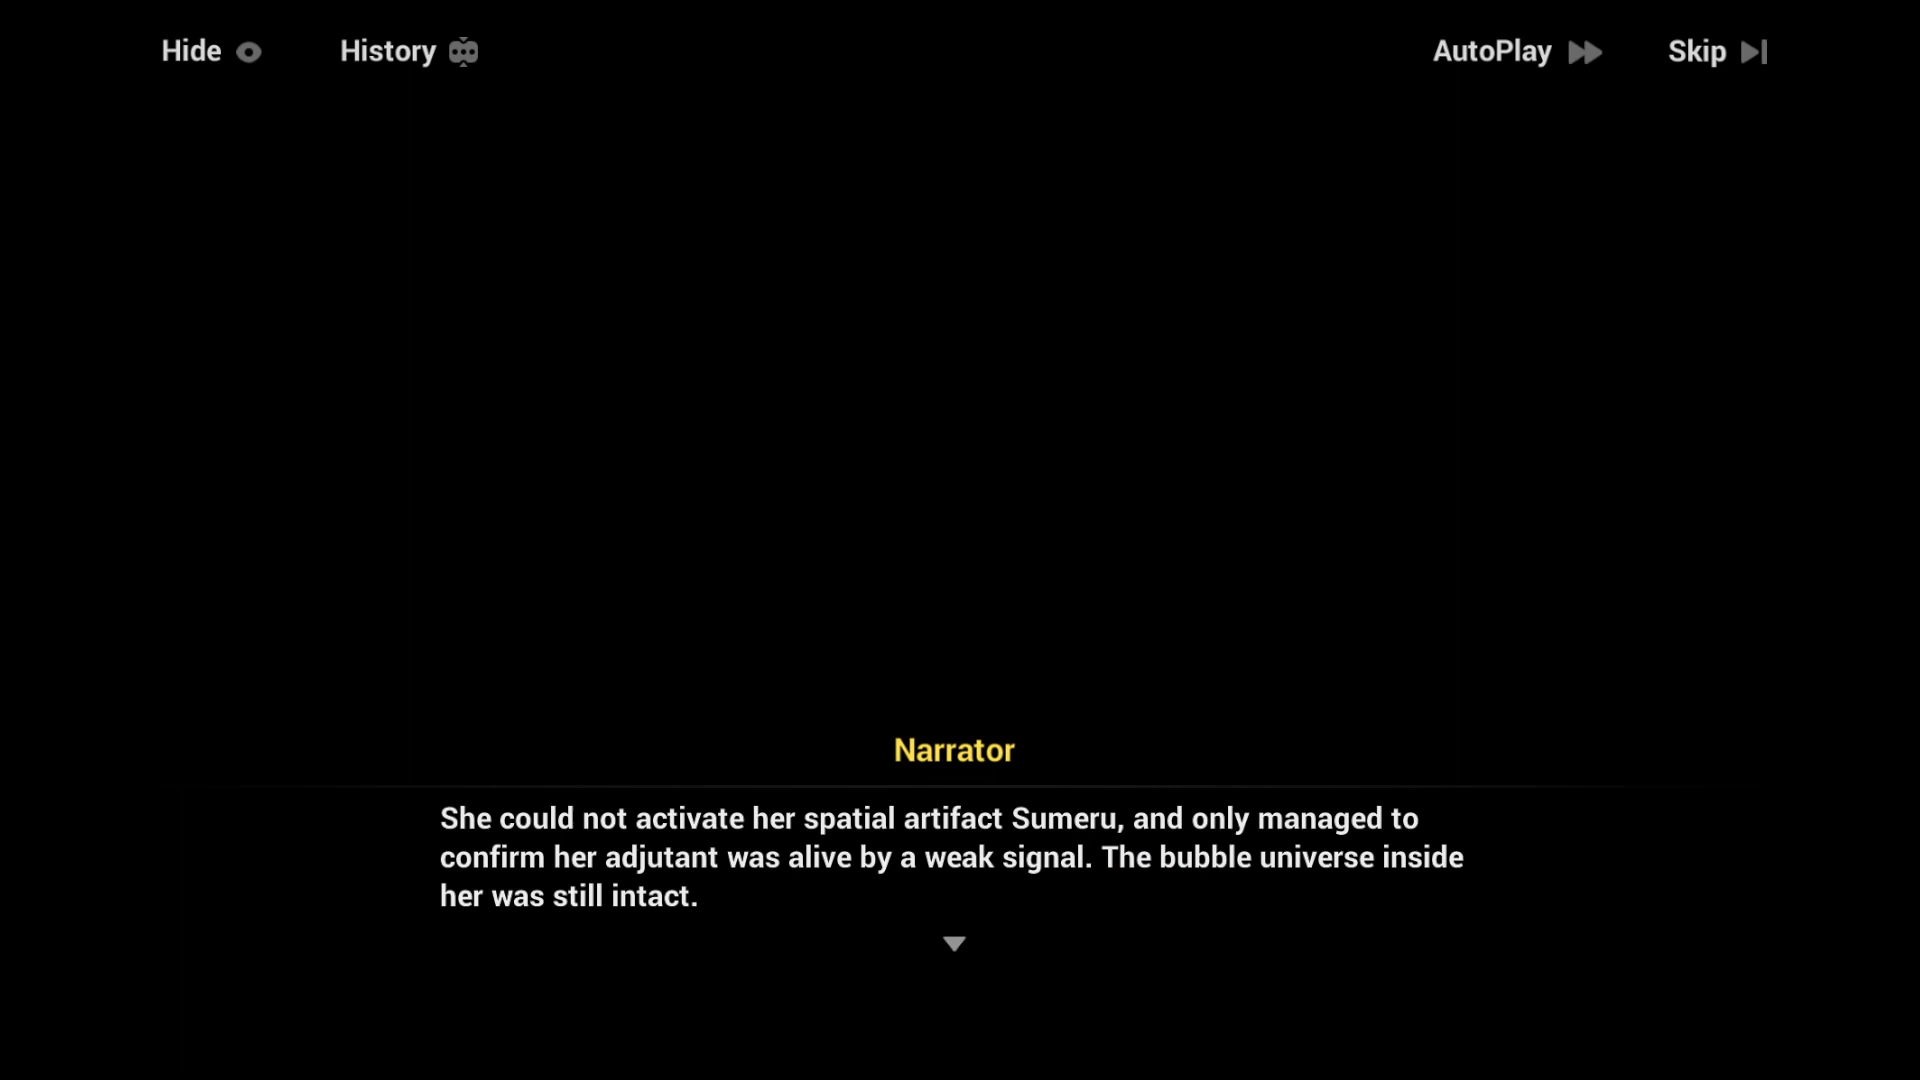 Hide
History
AutoPlay
Skip
Narrator
She could not activate her spatial artifact Sumeru, and only managed to
confirm her adjutant was alive by a weak signal. The bubble universe inside
her was still intact.